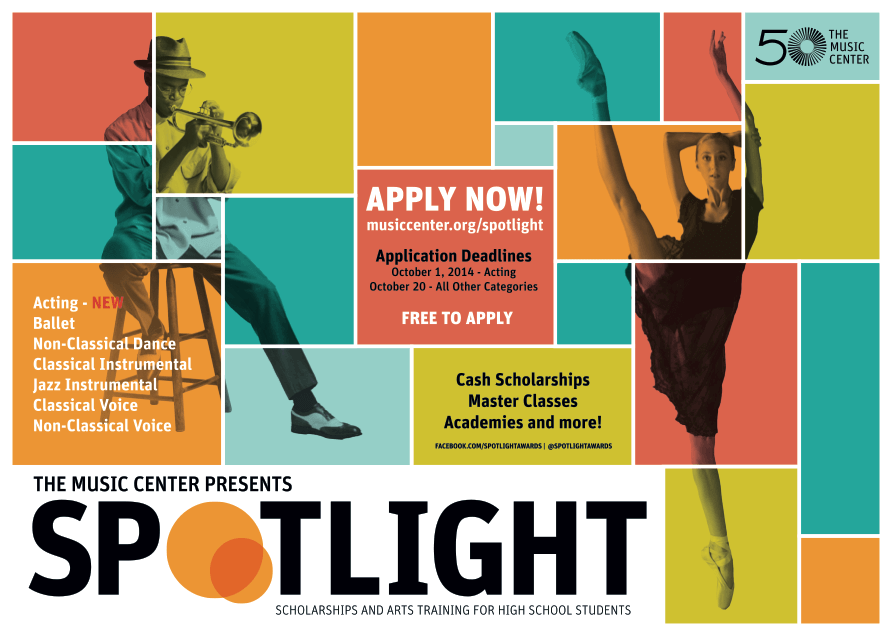 50 THE
MUSIC
CENTER
APPLY NOW!
musiccenter.org/spotlight
Application Deadlines
October 1, 2014 - Acting
October 20 - All Other Categories
FREE TO APPLY
Acting - NEW
Ballet
Non-Classical Dance
Classical Instrumental
Jazz Instrumental
Classical Voice
Non-Classical Voice
Cash Scholarships
Master Classes
Academies and more!
FACEBOOK.COM/SPOTLIGHTAWARDS | @SPOTLIGHTAWARDS
THE MUSIC CENTER PRESENTS
SPOTLIGHT
SCHOLARSHIPS AND ARTS TRAINING FOR HIGH SCHOOL STUDENTS